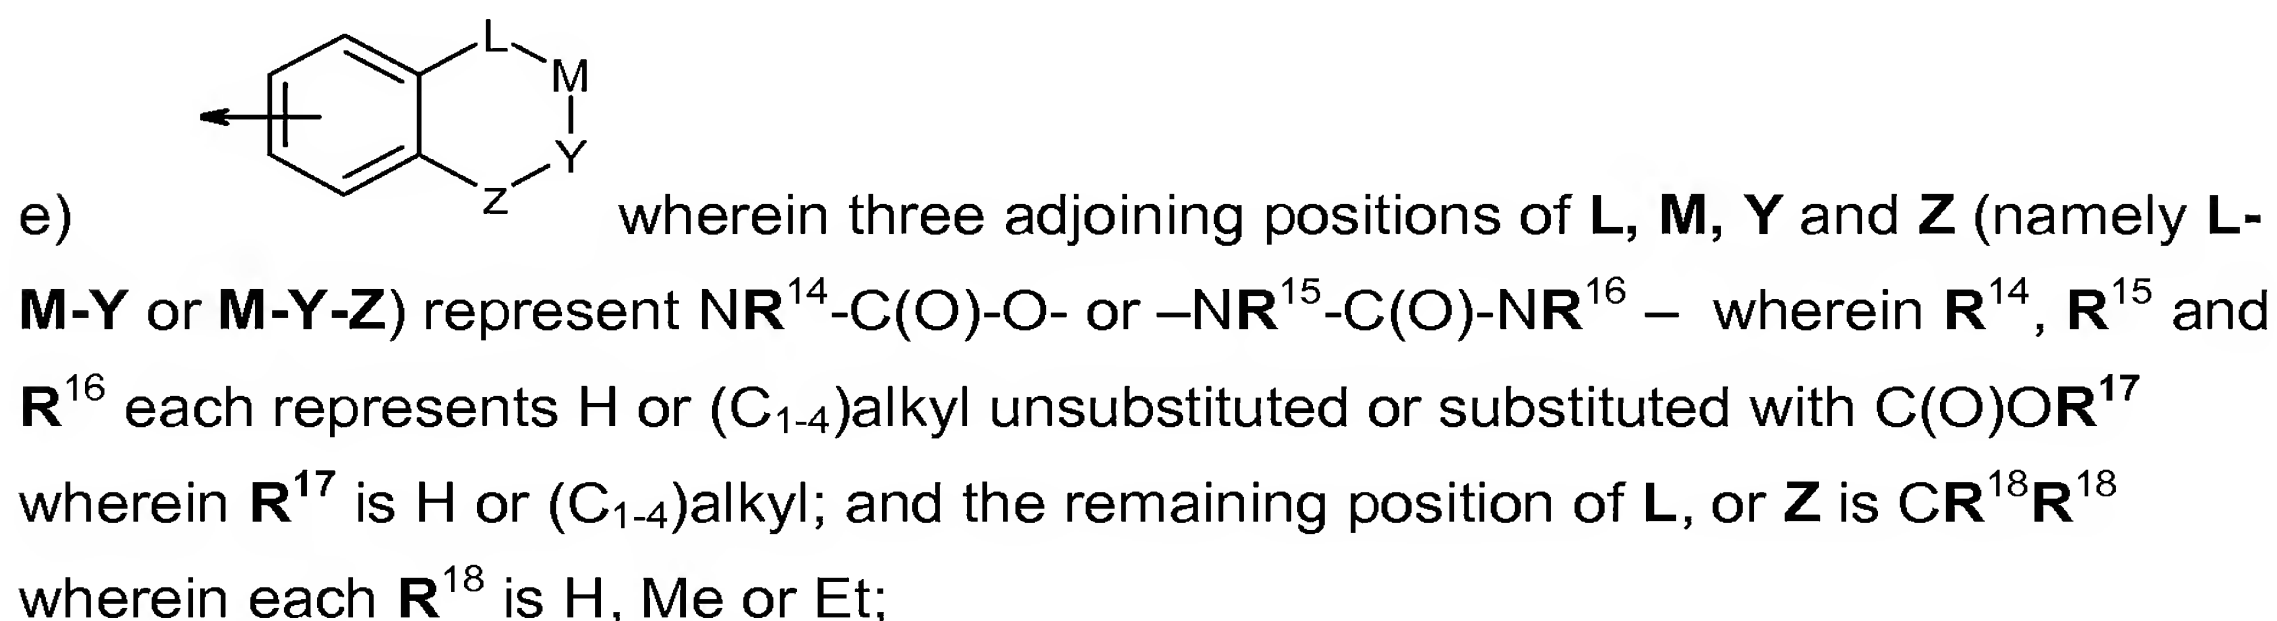 L
M
Y
Z
e) wherein three adjoining positions of L, M, Y and Z (namely L-
M-Y or M-Y-Z) represent NR¹⁴-C(O)-O- or –NR¹⁵-C(O)-NR¹⁶ – wherein R¹⁴, R¹⁵ and
R¹⁶ each represents H or (C₁₋₄)alkyl unsubstituted or substituted with C(O)OR¹⁷
wherein R¹⁷ is H or (C₁₋₄)alkyl; and the remaining position of L, or Z is CR¹⁸R¹⁸
wherein each R¹⁸ is H, Me or Et;